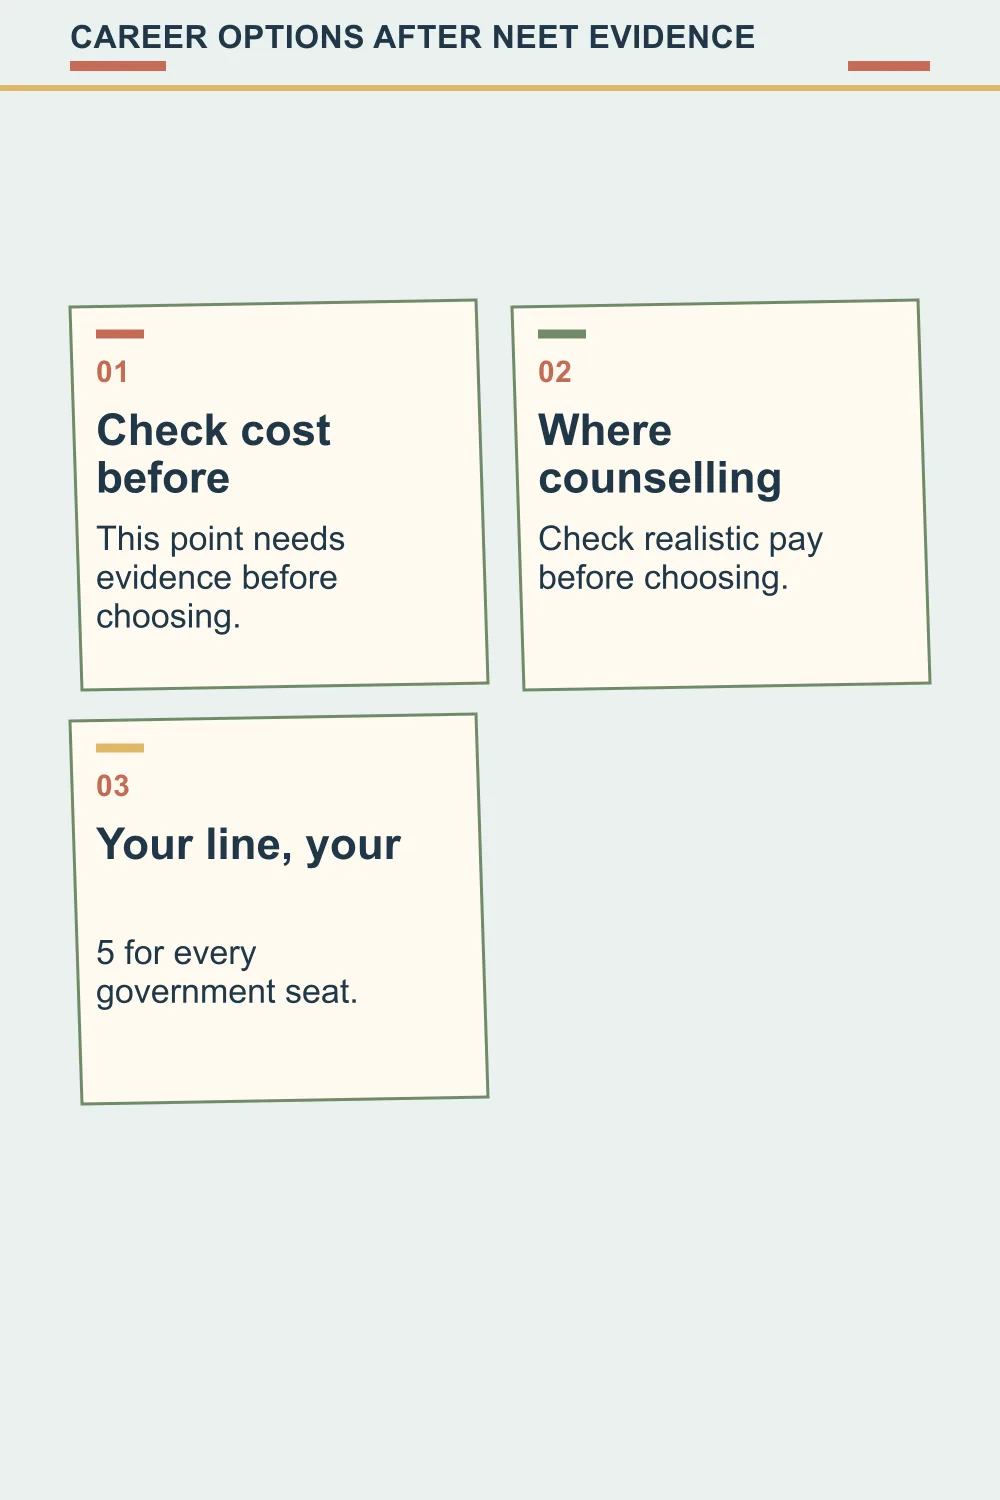 CAREER OPTIONS AFTER NEET EVIDENCE
01
Check cost
before
This point needs
evidence before
choosing.
02
Where
counselling
Check realistic pay
before choosing.
03
Your line, your
5 for every
government seat.